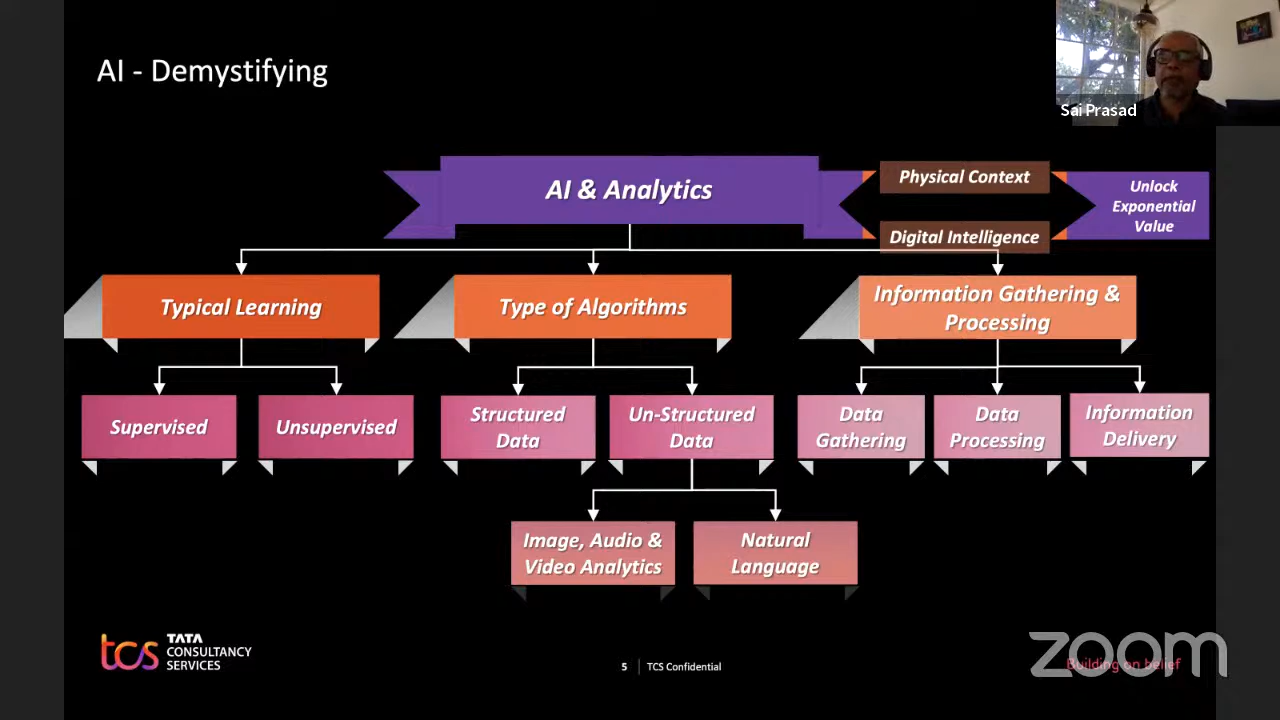 AI - Demystifying
Sai Prasad
AI & Analytics
Physical Context
Digital Intelligence
Unlock
Exponential
Value
Typical Learning
Type of Algorithms
Information Gathering &
Processing
Supervised
Unsupervised
Structured
Data
Un-Structured
Data
Data
Gathering
Data
Processing
Information
Delivery
Image, Audio &
Video Analytics
Natural
Language
tcs
TATA
CONSULTANCY
SERVICES
5
TCS Confidential
Building on belief
zoom